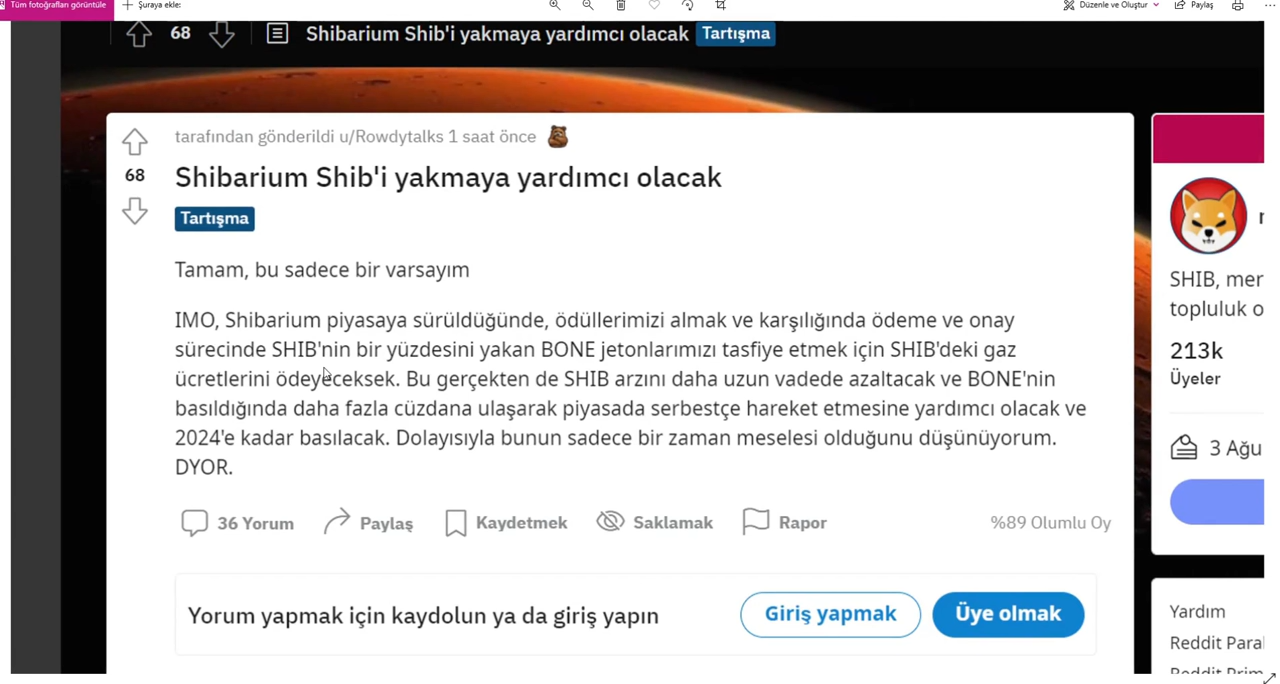 Tüm fotoğrafları görüntüle
Şuraya ekle:
Düzenle ve Oluştur
Paylaş
68
Shibarium Shib'i yakmaya yardımcı olacak
Tartışma
tarafından gönderildi u/Rowdytalks 1 saat önce
68
Shibarium Shib'i yakmaya yardımcı olacak
Tartışma
Tamam, bu sadece bir varsayım
IMO, Shibarium piyasaya sürüldüğünde, ödüllerimizi almak ve karşılığında ödeme ve onay
sürecinde SHIB'nin bir yüzdesini yakan BONE jetonlarımızı tasfiye etmek için SHIB'deki gaz
ücretlerini ödeyeceksek. Bu gerçekten de SHIB arzını daha uzun vadede azaltacak ve BONE'nin
basıldığında daha fazla cüzdana ulaşarak piyasada serbestçe hareket etmesine yardımcı olacak ve
2024'e kadar basılacak. Dolayısıyla bunun sadece bir zaman meselesi olduğunu düşünüyorum.
DYOR.
36 Yorum
Paylaş
Kaydetmek
Saklamak
Rapor
%89 Olumlu Oy
Yorum yapmak için kaydolun ya da giriş yapın
Giriş yapmak
Üye olmak
SHIB, mer
topluluk o
213k
Üyeler
3 Ağu
Yardım
Reddit Para
Reddit Prim